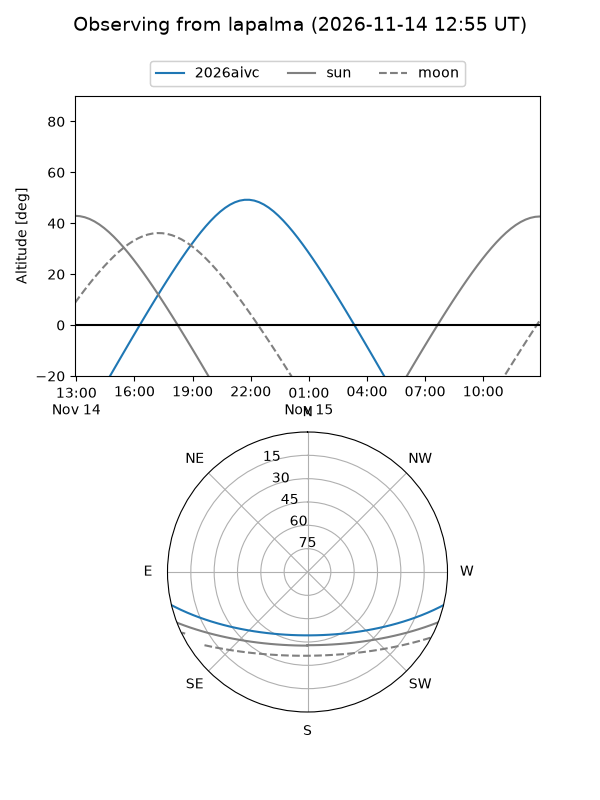 Observing from lapalma (2026-11-14 12:55 UT)
2026aivc sun moon
Altitude [deg]
80
60
40
20
0
−20
13:00 16:00 19:00 22:00 01:00 04:00 07:00 10:00
Nov 14 Nov 15
N
NE NW
15
30
45
60
75
E W
SE SW
S